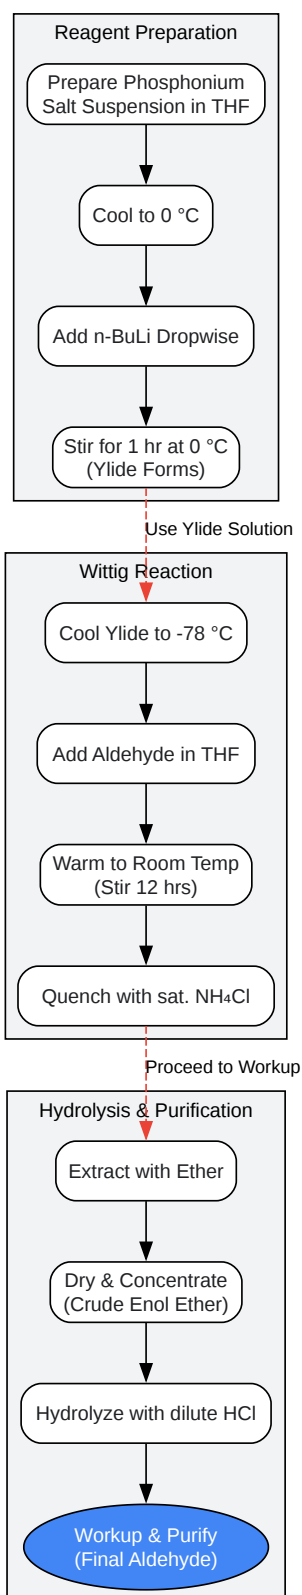 Reagent Preparation
Prepare Phosphonium
Salt Suspension in THF
Cool to 0 °C
Add n-BuLi Dropwise
Stir for 1 hr at 0 °C
(Ylide Forms)
Use Ylide Solution
Wittig Reaction
Cool Ylide to -78 °C
Add Aldehyde in THF
Warm to Room Temp
(Stir 12 hrs)
Quench with sat. NH₄Cl
Proceed to Workup
Hydrolysis & Purification
Extract with Ether
Dry & Concentrate
(Crude Enol Ether)
Hydrolyze with dilute HCl
Workup & Purify
(Final Aldehyde)